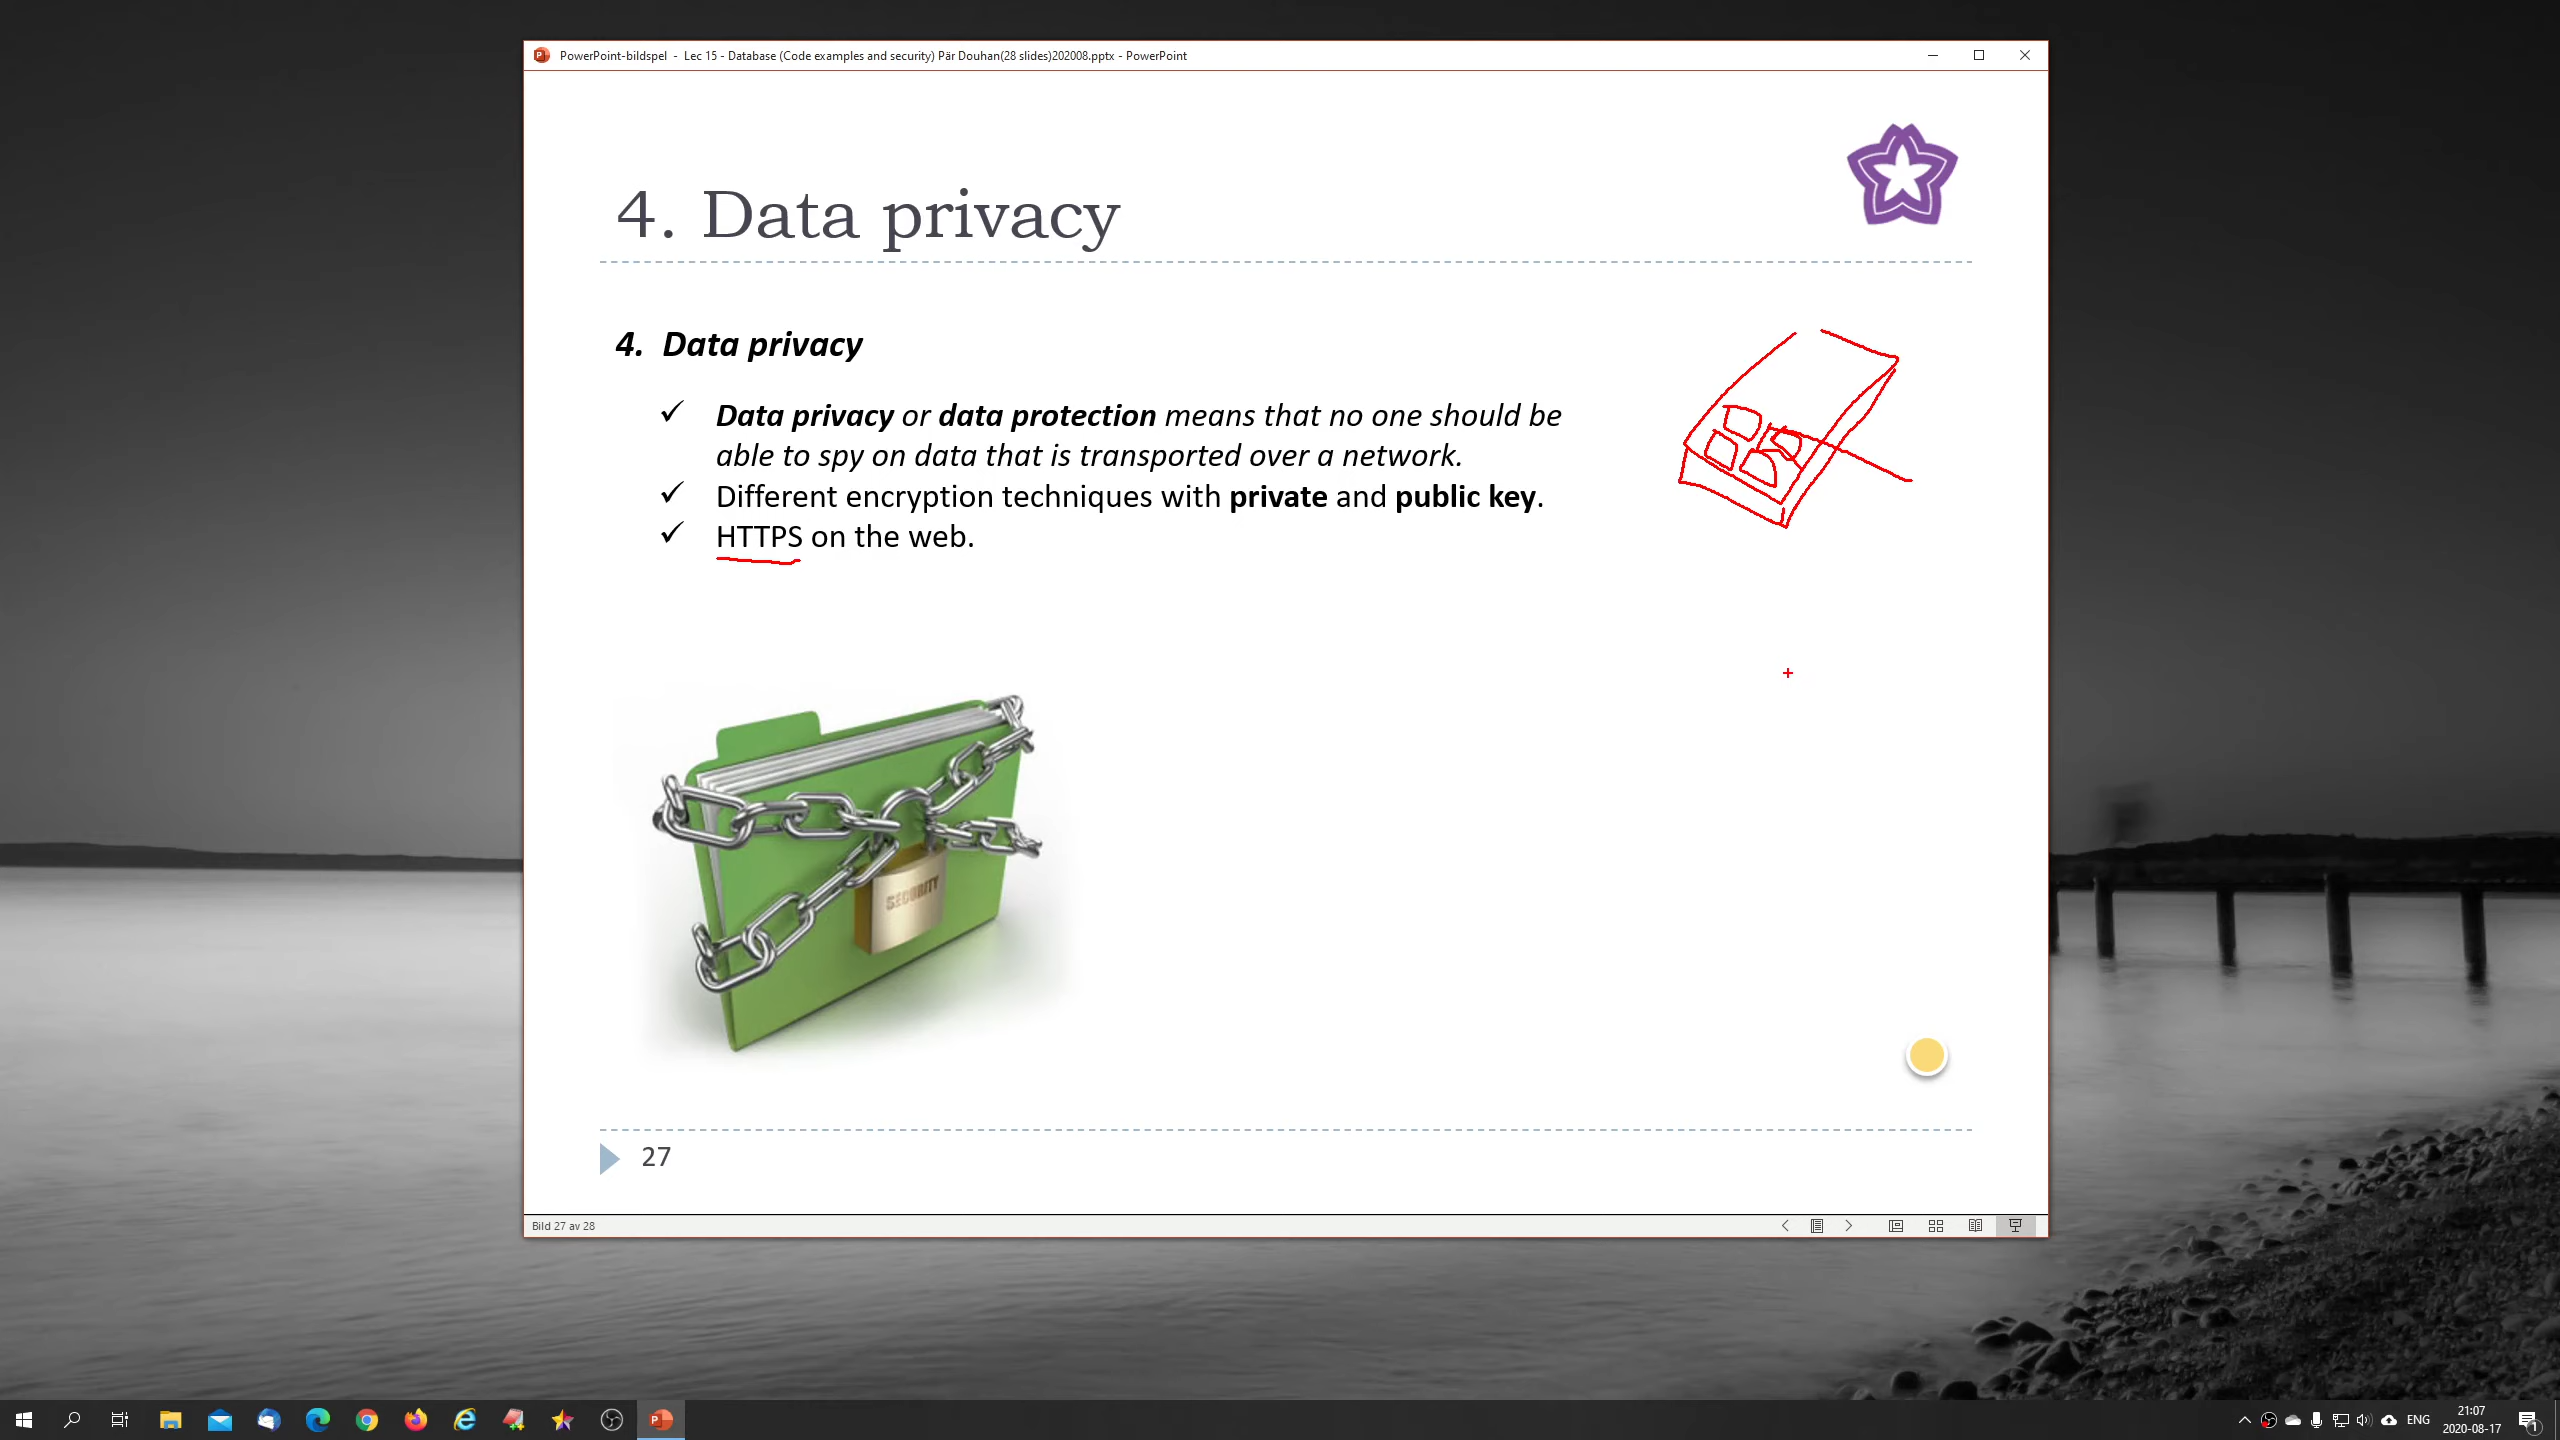 PowerPoint-bildspel - Lec 15 - Database (Code examples and security) Pär Douhan(28 slides)202008.pptx - PowerPoint
4. Data privacy
4. Data privacy
✓ Data privacy or data protection means that no one should be
able to spy on data that is transported over a network.
✓ Different encryption techniques with private and public key.
✓ HTTPS on the web.
SECURITY
27
Bild 27 av 28
ENG
21:07
2020-08-17
1